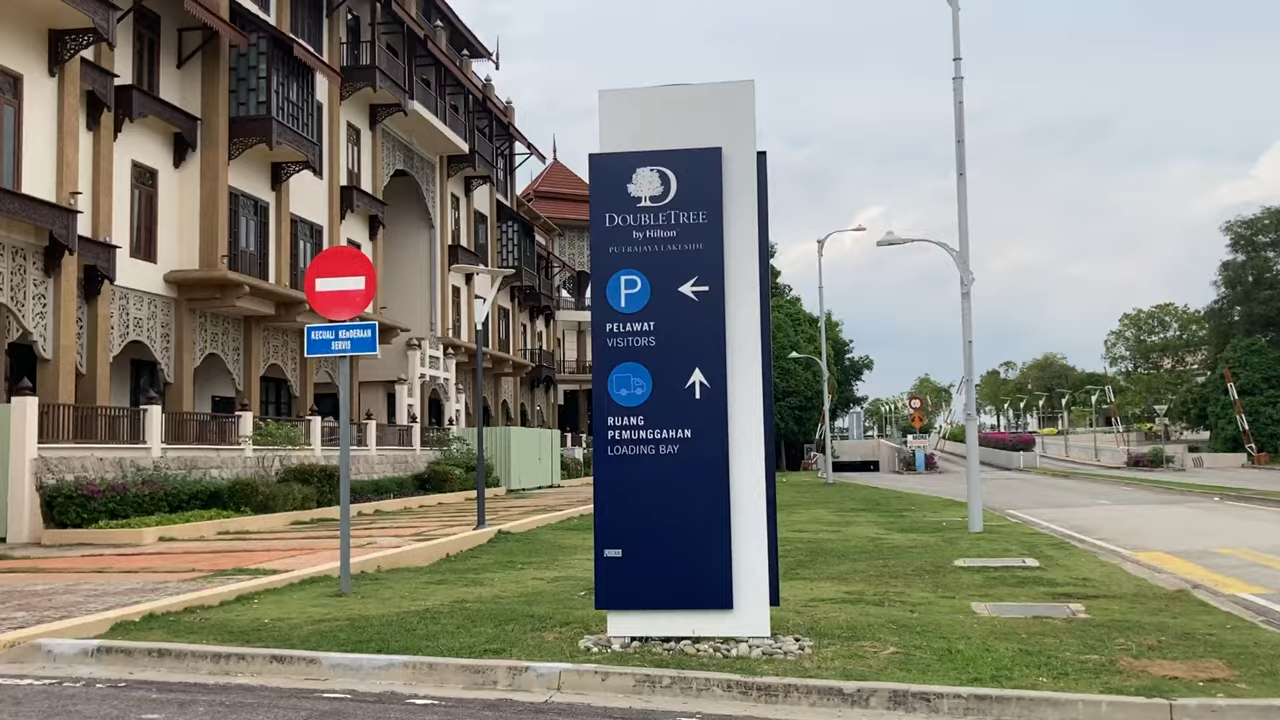 KECUALI KENDERAAN
SERVIS
DOUBLETREE
by Hilton
PUTRAJAYA LAKESIDE
P
PELAWAT
VISITORS
RUANG
PEMUNGGAHAN
LOADING BAY